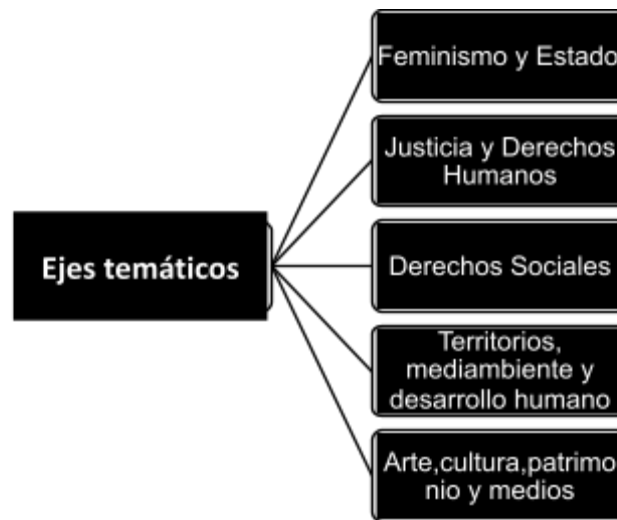 Feminismo y Estado
Justicia y Derechos
Humanos
Ejes temáticos
Derechos Sociales
Territorios,
mediambiente y
desarrollo humano
Arte,cultura,patrimo
nio y medios